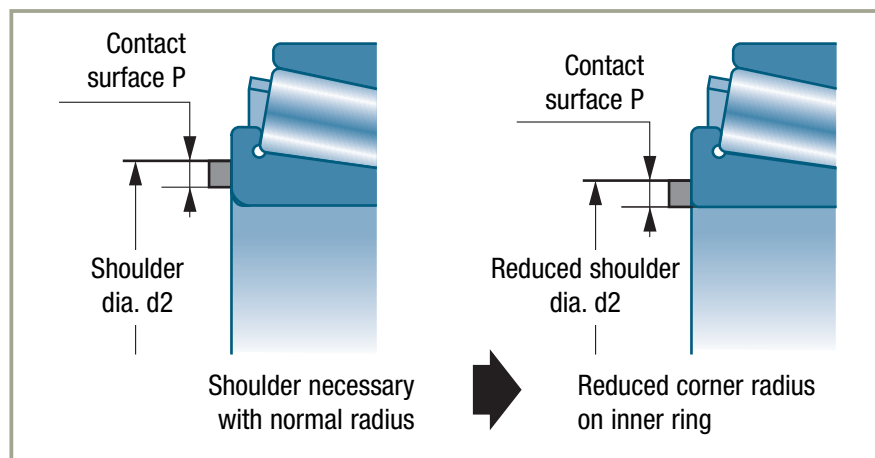 Contact
surface P
Shoulder
dia. d2
Shoulder necessary
with normal radius
Contact
surface P
Reduced shoulder
dia. d2
Reduced corner radius
on inner ring